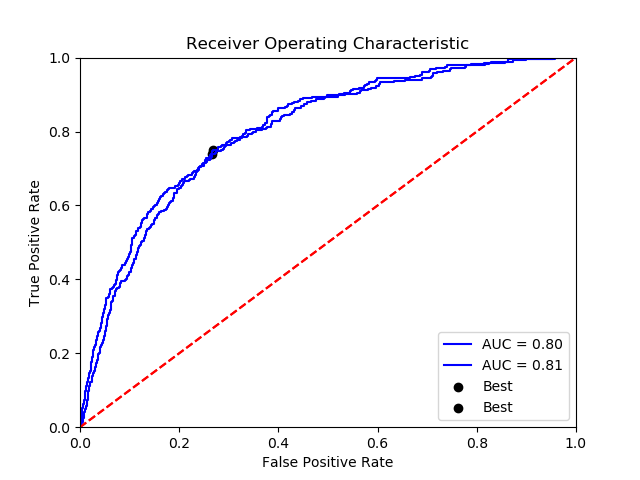 Receiver Operating Characteristic
True Positive Rate
1.0
0.8
0.6
0.4
0.2
0.0
0.0 0.2 0.4 0.6 0.8 1.0
False Positive Rate
AUC = 0.80
AUC = 0.81
Best
Best